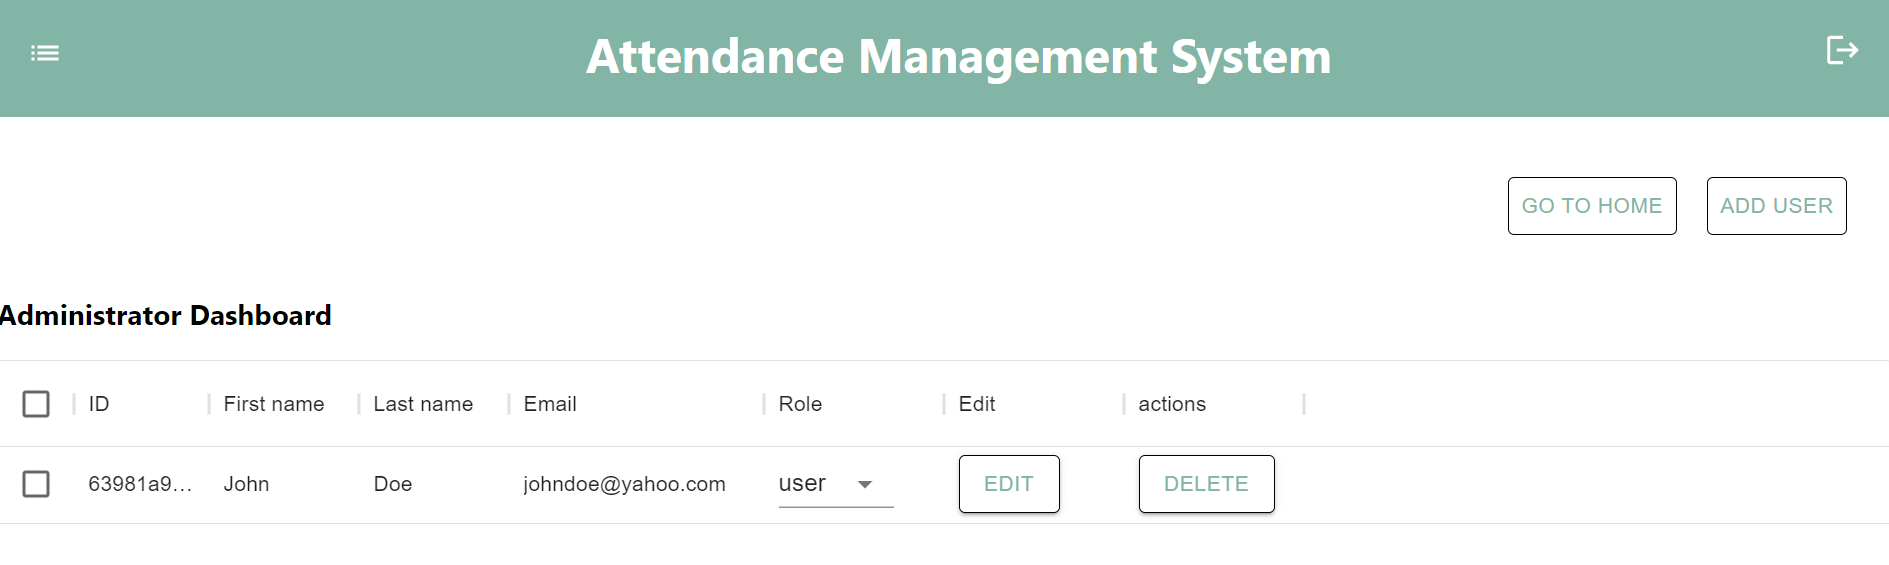 Attendance Management System
GO TO HOME ADD USER
Administrator Dashboard
ID First name Last name Email Role Edit actions
63981a9... John Doe johndoe@yahoo.com user EDIT DELETE